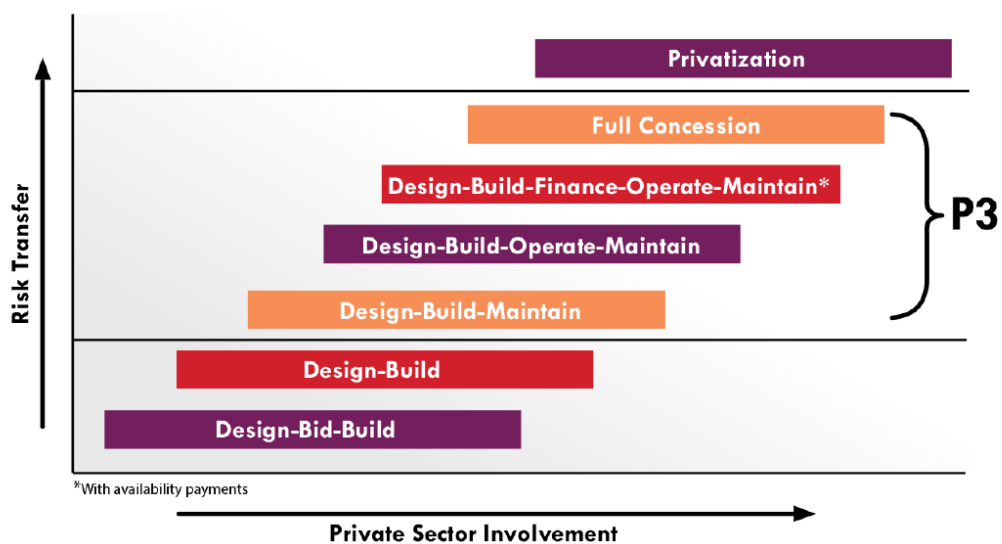 Privatization
Full Concession
Design-Build-Finance-Operate-Maintain*
P3
Design-Build-Operate-Maintain
Design-Build-Maintain
Risk Transfer
Design-Build
Design-Bid-Build
*With availability payments
Private Sector Involvement